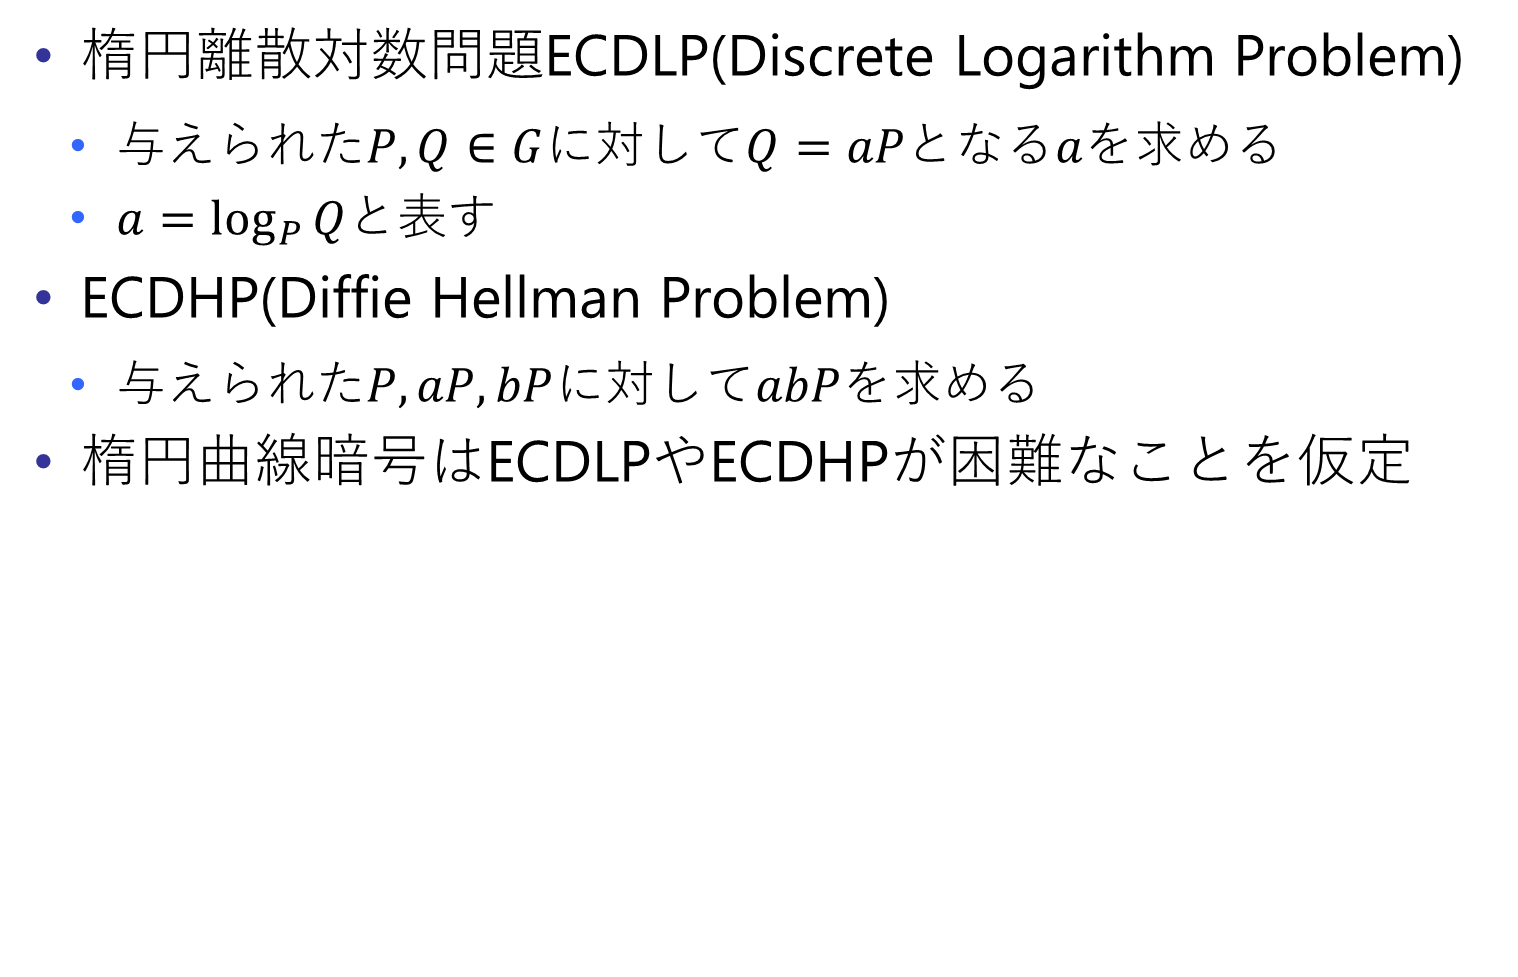 • 楕円離散対数問題ECDLP(Discrete Logarithm Problem)
• 与えられたP, Q ∈ Gに対してQ = aPとなるaを求める
• a = log_P Qと表す
• ECDHP(Diffie Hellman Problem)
• 与えられたP, aP, bPに対してabPを求める
• 楕円曲線暗号はECDLPやECDHPが困難なことを仮定